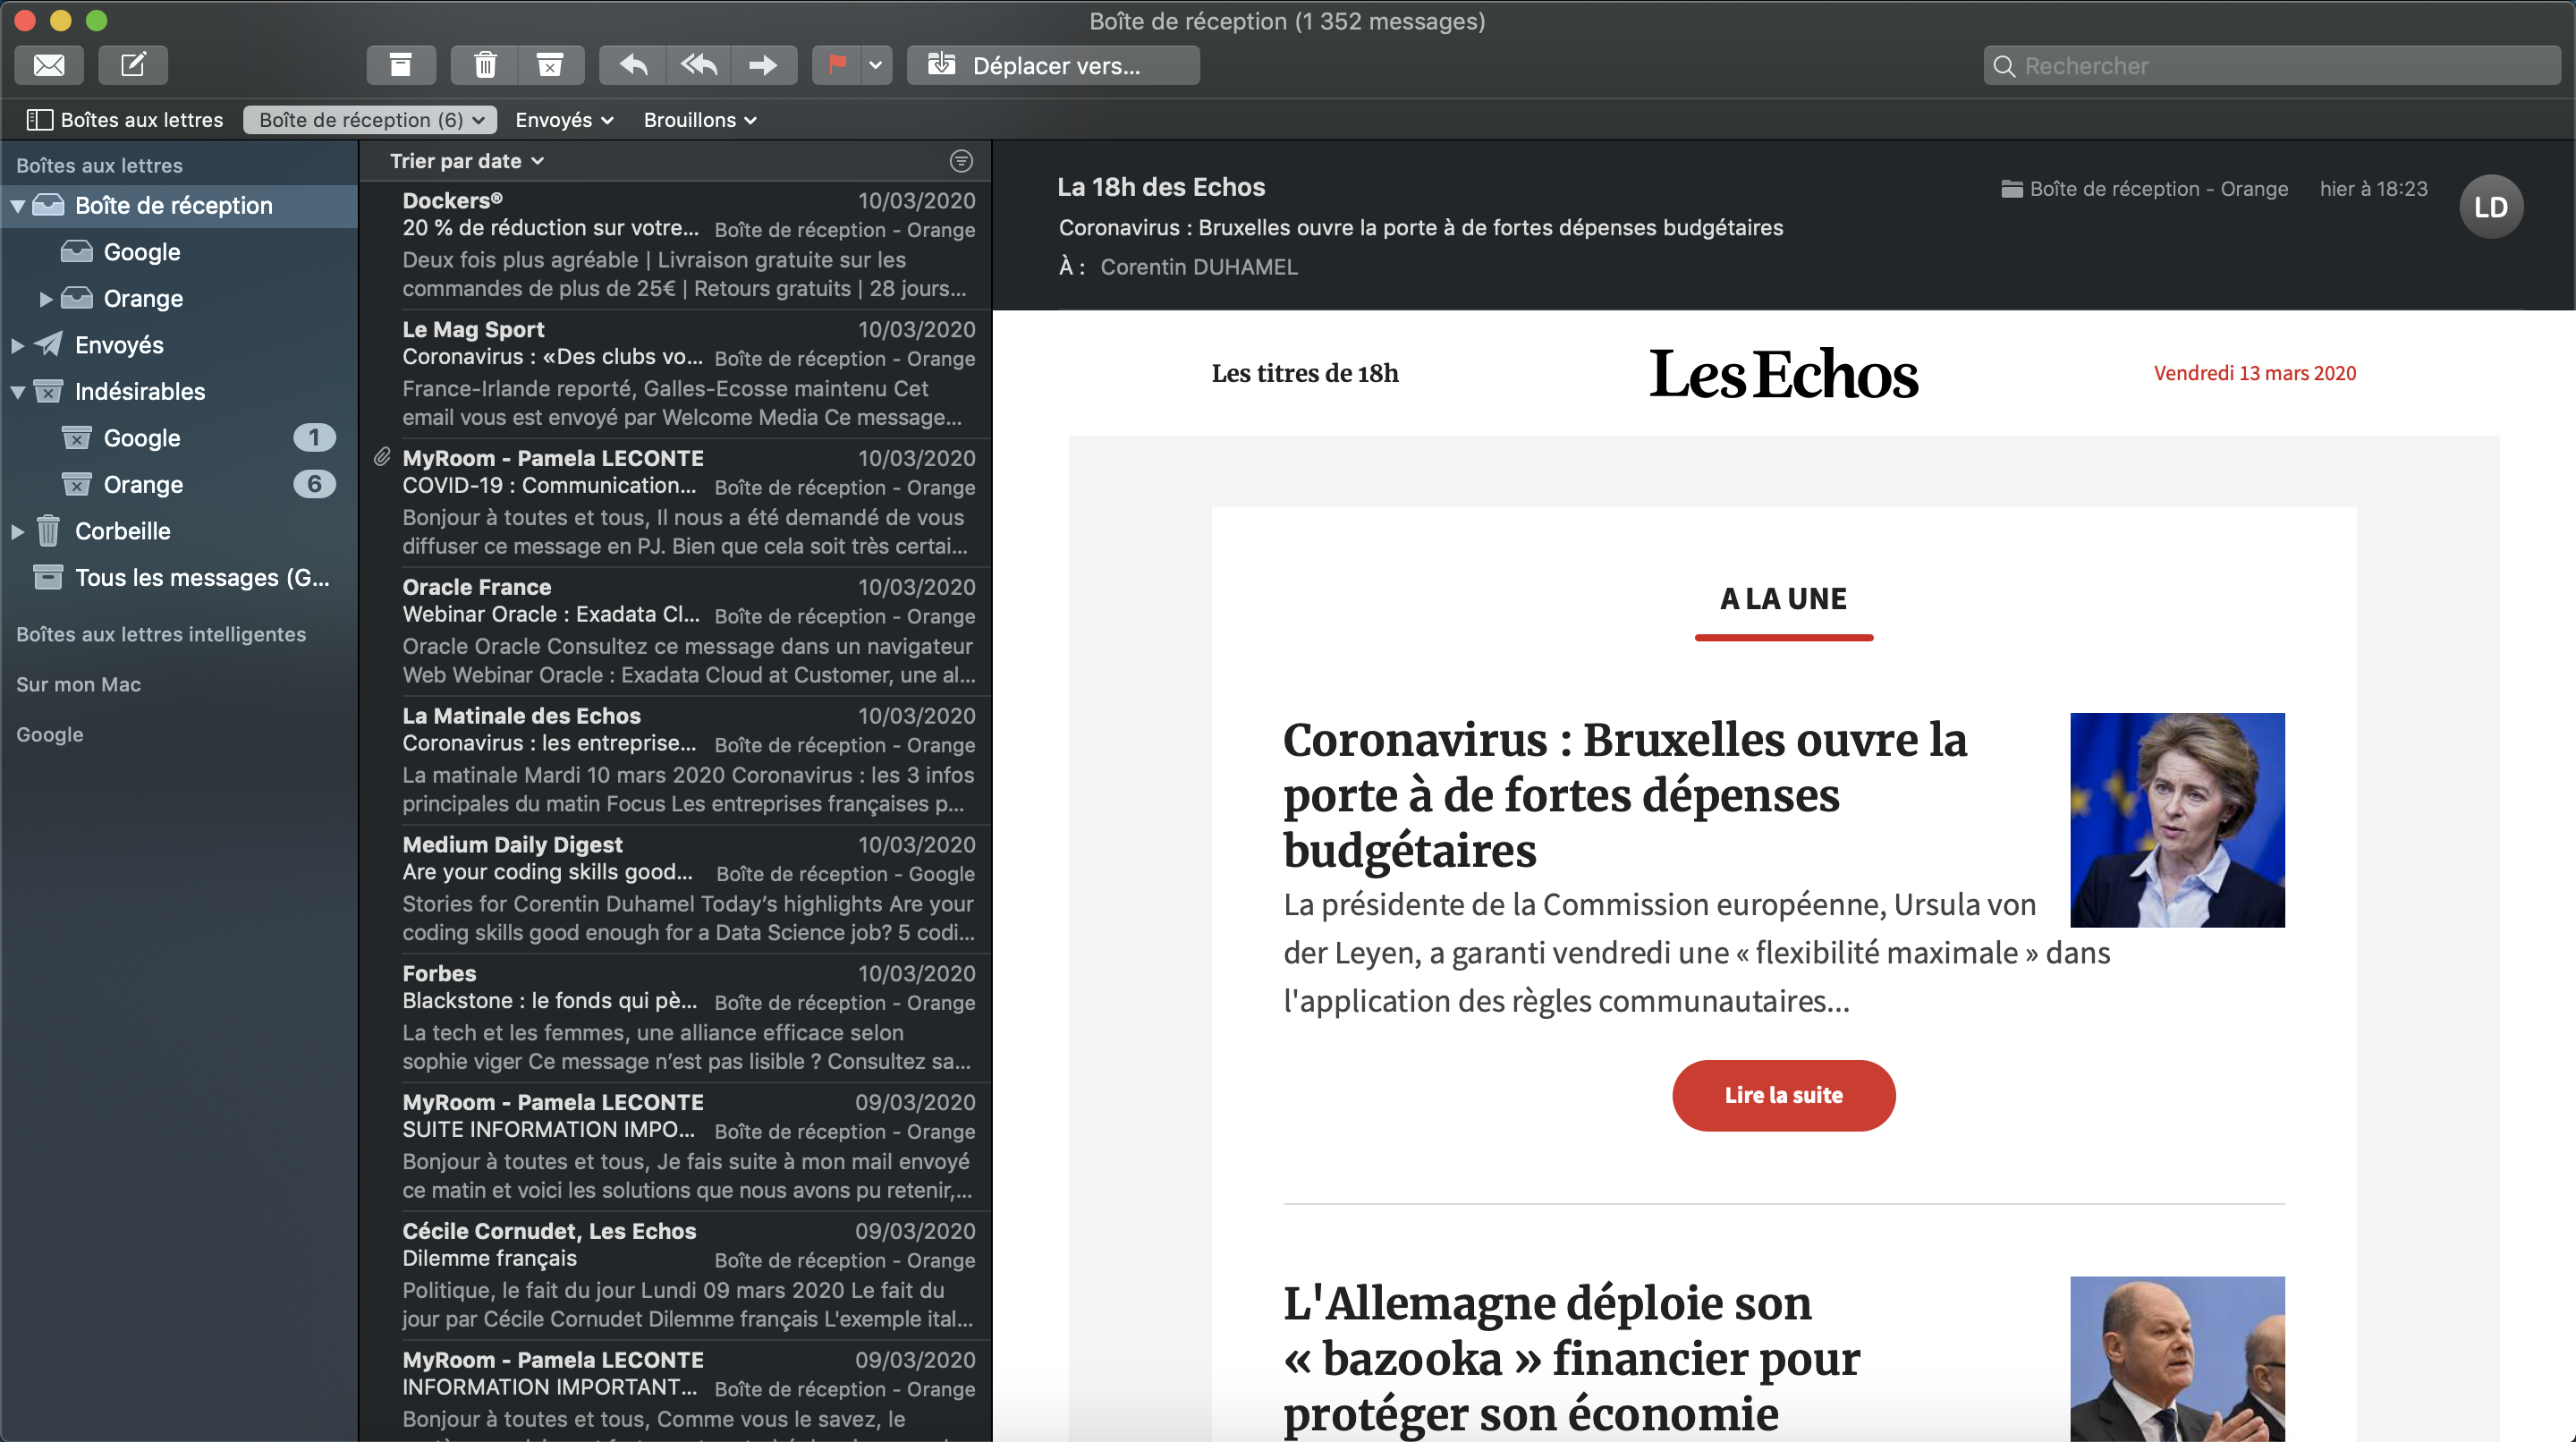 Boîte de réception (1 352 messages)
Déplacer vers...
Rechercher
Boîtes aux lettres
Boîte de réception (6)
Envoyés
Brouillons
Boîtes aux lettres
Boîte de réception
Google
Orange
Envoyés
Indésirables
Google 1
Orange 6
Corbeille
Tous les messages (G...
Boîtes aux lettres intelligentes
Sur mon Mac
Google
Trier par date
Dockers® 10/03/2020
20 % de réduction sur votre... Boîte de réception - Orange
Deux fois plus agréable | Livraison gratuite sur les
commandes de plus de 25€ | Retours gratuits | 28 jours...
Le Mag Sport 10/03/2020
Coronavirus : «Des clubs vo... Boîte de réception - Orange
France-Irlande reporté, Galles-Ecosse maintenu Cet
email vous est envoyé par Welcome Media Ce message...
MyRoom - Pamela LECONTE 10/03/2020
COVID-19 : Communication... Boîte de réception - Orange
Bonjour à toutes et tous, Il nous a été demandé de vous
diffuser ce message en PJ. Bien que cela soit très certai...
Oracle France 10/03/2020
Webinar Oracle : Exadata Cl... Boîte de réception - Orange
Oracle Oracle Consultez ce message dans un navigateur
Web Webinar Oracle : Exadata Cloud at Customer, une al...
La Matinale des Echos 10/03/2020
Coronavirus : les entreprise... Boîte de réception - Orange
La matinale Mardi 10 mars 2020 Coronavirus : les 3 infos
principales du matin Focus Les entreprises françaises p...
Medium Daily Digest 10/03/2020
Are your coding skills good... Boîte de réception - Google
Stories for Corentin Duhamel Today's highlights Are your
coding skills good enough for a Data Science job? 5 codi...
Forbes 10/03/2020
Blackstone : le fonds qui pè... Boîte de réception - Orange
La tech et les femmes, une alliance efficace selon
sophie viger Ce message n'est pas lisible ? Consultez sa...
MyRoom - Pamela LECONTE 09/03/2020
SUITE INFORMATION IMPO... Boîte de réception - Orange
Bonjour à toutes et tous, Je fais suite à mon mail envoyé
ce matin et voici les solutions que nous avons pu retenir,...
Cécile Cornudet, Les Echos 09/03/2020
Dilemme français Boîte de réception - Orange
Politique, le fait du jour Lundi 09 mars 2020 Le fait du
jour par Cécile Cornudet Dilemme français L'exemple ital...
MyRoom - Pamela LECONTE 09/03/2020
INFORMATION IMPORTANT... Boîte de réception - Orange
Bonjour à toutes et tous, Comme vous le savez, le
La 18h des Echos
Boîte de réception - Orange hier à 18:23
LD
Coronavirus : Bruxelles ouvre la porte à de fortes dépenses budgétaires
À : Corentin DUHAMEL
Les titres de 18h
Les Echos
Vendredi 13 mars 2020
A LA UNE
Coronavirus : Bruxelles ouvre la
porte à de fortes dépenses
budgétaires
La présidente de la Commission européenne, Ursula von
der Leyen, a garanti vendredi une « flexibilité maximale » dans
l'application des règles communautaires...
Lire la suite
L'Allemagne déploie son
« bazooka » financier pour
protéger son économie